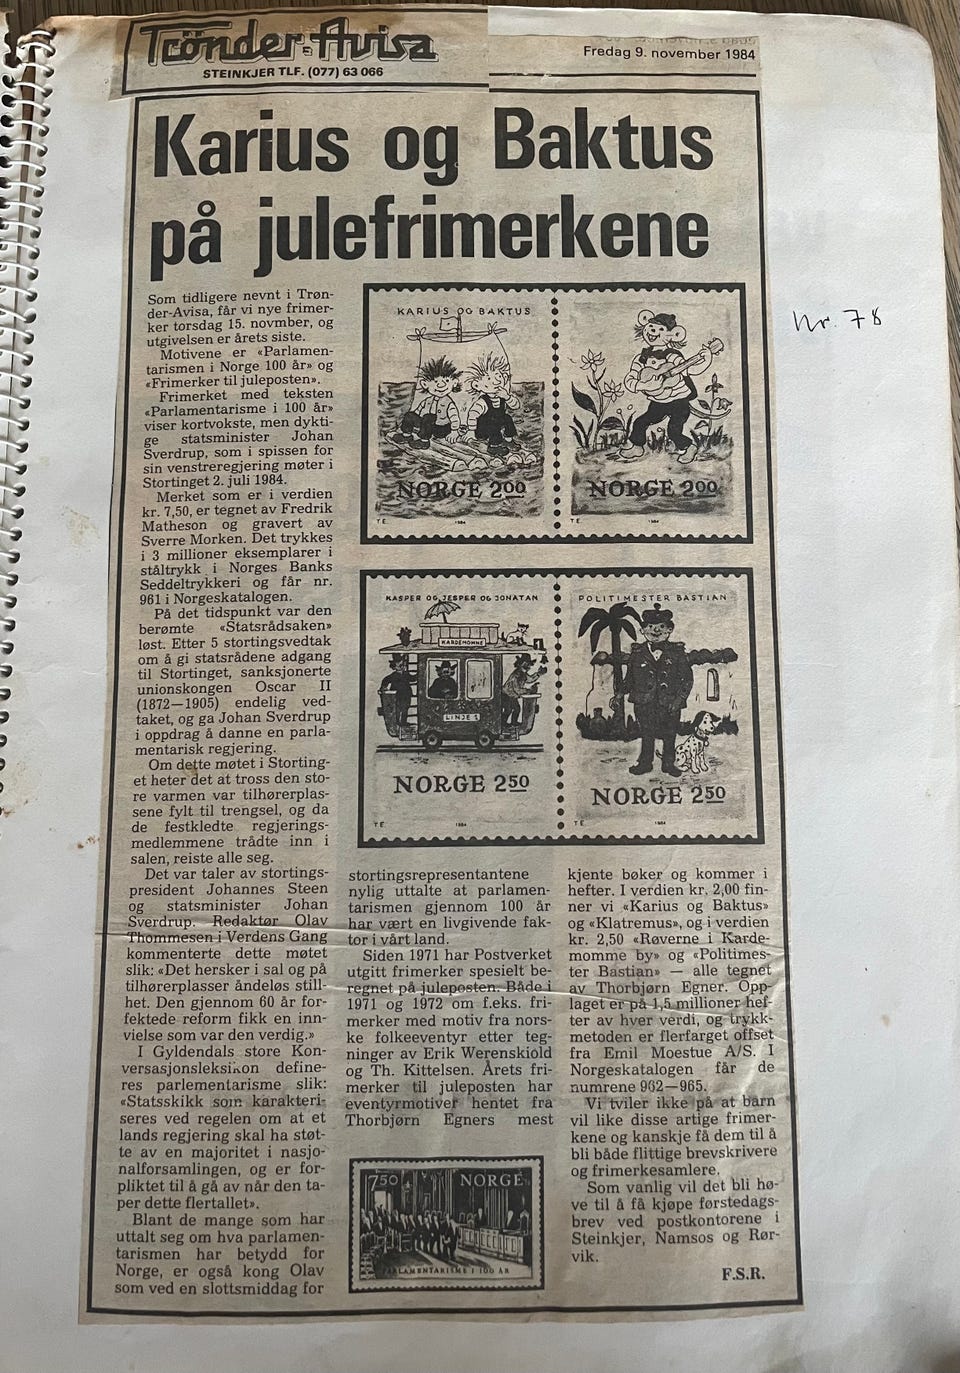 Trönder-Avisa
STEINKJER TLF. (077) 63 066
Fredag 9. november 1984
Karius og Baktus
på julefrimerkene
Nr. 78
Som tidligere nevnt i Trøn-
der-Avisa, får vi nye frimer-
ker torsdag 15. novmber, og
utgivelsen er årets siste.
Motivene er «Parlamen-
tarismen i Norge 100 år» og
«Frimerker til juleposten».
Frimerket med teksten
«Parlamentarisme i 100 år»
viser kortvokste, men dykti-
ge statsminister Johan
Sverdrup, som i spissen for
sin venstreregjering møter i
Stortinget 2. juli 1984.
Merket som er i verdien
kr. 7,50, er tegnet av Fredrik
Matheson og gravert av
Sverre Morken. Det trykkes
i 3 millioner eksemplarer i
ståltrykk i Norges Banks
Seddeltrykkeri og får nr.
961 i Norgeskatalogen.
På det tidspunkt var den
berømte «Statsrådsaken»
løst. Etter 5 stortingsvedtak
om å gi statsrådene adgang
til Stortinget, sanksjonerte
unionskongen Oscar II
(1872—1905) endelig ved-
taket, og ga Johan Sverdrup
i oppdrag å danne en parla-
mentarisk regjering.
Om dette møtet i Storting-
et heter det at tross den sto-
re varmen var tilhørerplas-
sene fylt til trengsel, og da
de festkledte regjerings-
medlemmene trådte inn i
salen, reiste alle seg.
Det var taler av stortings-
president Johannes Steen
og statsminister Johan
Sverdrup. Redaktør Olav
Thommesen i Verdens Gang
kommenterte dette møtet
slik: «Det hersker i sal og på
tilhørerplasser åndeløs still-
het. Den gjennom 60 år for-
fektede reform fikk en inn-
vielse som var den verdig.»
I Gyldendals store Kon-
versasjonsleksikon define-
res parlementarisme slik:
«Statsskikk som karakteri-
seres ved regelen om at et
lands regjering skal ha støt-
te av en majoritet i nasjo-
nalforsamlingen, og er for-
pliktet til å gå av når den ta-
per dette flertallet».
Blant de mange som har
uttalt seg om hva parlamen-
tarismen har betydd for
Norge, er også kong Olav
som ved en slottsmiddag for
KARIUS OG BAKTUS
NORGE 2 00
NORGE 2 00
T E
1984
T E
1984
KASPER OG JESPER OG JONATAN
POLITIMESTER BASTIAN
KARDEMOMME
LINJE 1
NORGE 2 50
NORGE 2 50
T E
1984
T E
1984
stortingsrepresentantene
nylig uttalte at parlamen-
tarismen gjennom 100 år
har vært en livgivende fak-
tor i vårt land.
Siden 1971 har Postverket
utgitt frimerker spesielt be-
regnet på juleposten. Både i
1971 og 1972 om f.eks. fri-
merker med motiv fra nors-
ke folkeeventyr etter teg-
ninger av Erik Werenskiold
og Th. Kittelsen. Årets fri-
merker til juleposten har
eventyrmotiver hentet fra
Thorbjørn Egners mest
750 NORGE
PARLAMENTARISME I 100 ÅR
kjente bøker og kommer i
hefter. I verdien kr. 2,00 fin-
ner vi «Karius og Baktus»
og «Klatremus», og i verdien
kr. 2,50 «Røverne i Karde-
momme by» og «Politimes-
ter Bastian» — alle tegnet
av Thorbjørn Egner. Opp-
laget er på 1,5 millioner hef-
ter av hver verdi, og trykk-
metoden er flerfarget offset
fra Emil Moestue A/S. I
Norgeskatalogen får de
numrene 962—965.
Vi tviler ikke på at barn
vil like disse artige frimer-
kene og kanskje få dem til å
bli både flittige brevskrivere
og frimerkesamlere.
Som vanlig vil det bli hø-
ve til å få kjøpe førstedags-
brev ved postkontorene i
Steinkjer, Namsos og Rør-
vik.
F.S.R.